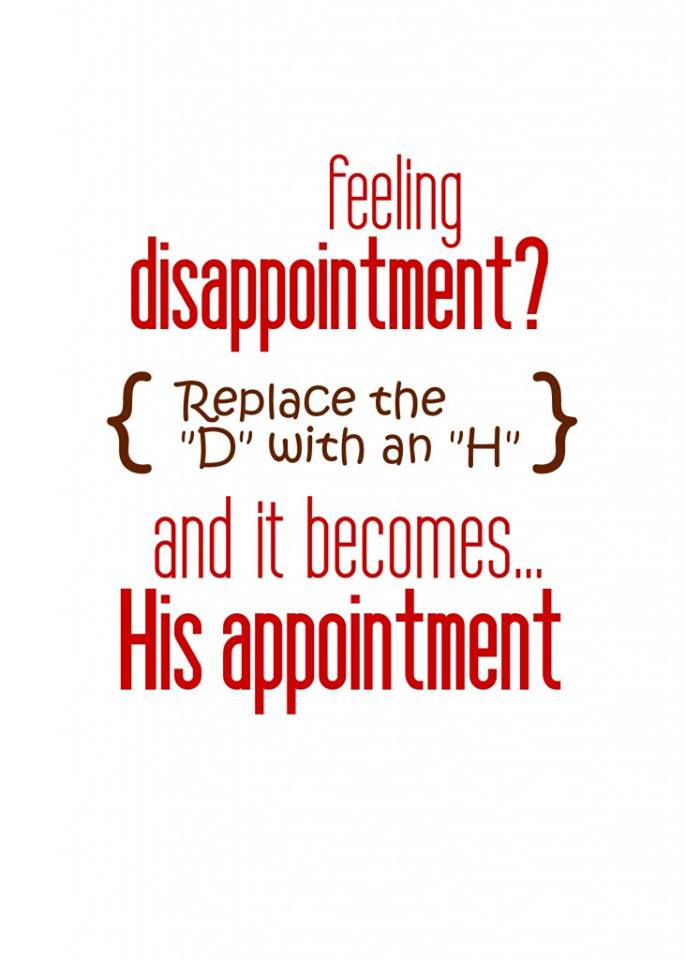 feeling
disappointment?
{ Replace the
"D" with an "H" }
and it becomes...
His appointment